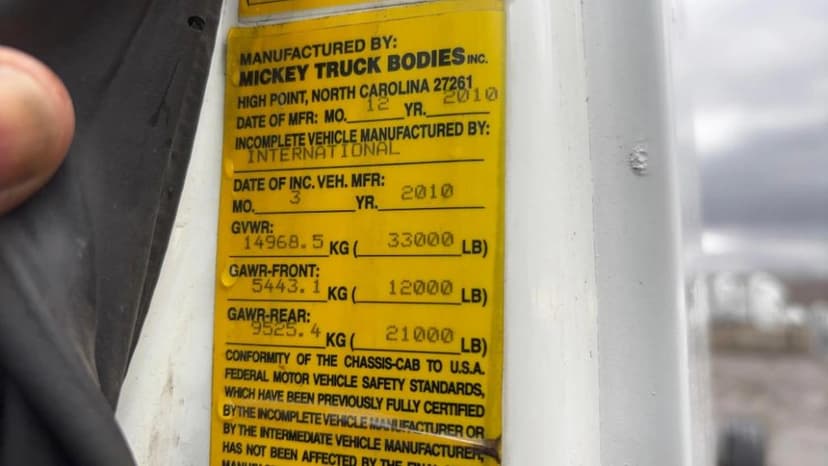 MANUFACTURED BY:
MICKEY TRUCK BODIES INC.
HIGH POINT, NORTH CAROLINA 27261
DATE OF MFR: MO. 12 YR. 2010
INCOMPLETE VEHICLE MANUFACTURED BY:
INTERNATIONAL
DATE OF INC. VEH. MFR:
MO. 3 YR. 2010
GVWR:
14968.5 KG ( 33000 LB)
GAWR-FRONT:
5443.1 KG ( 12000 LB)
GAWR-REAR:
9525.4 KG ( 21000 LB)
CONFORMITY OF THE CHASSIS-CAB TO U.S.A.
FEDERAL MOTOR VEHICLE SAFETY STANDARDS,
WHICH HAVE BEEN PREVIOUSLY FULLY CERTIFIED
BY THE INCOMPLETE VEHICLE MANUFACTURER OR
BY THE INTERMEDIATE VEHICLE MANUFACTURER,
HAS NOT BEEN AFFECTED BY THE FINAL